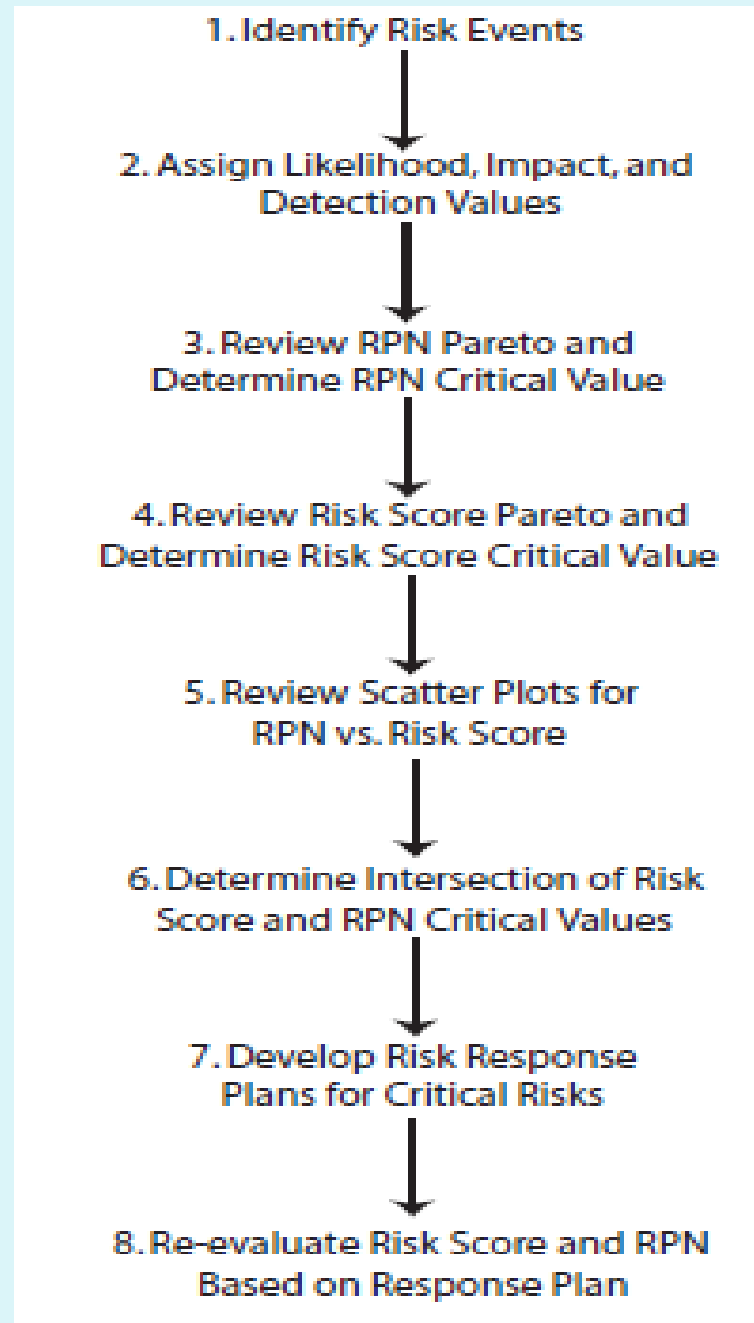 1. Identify Risk Events
2. Assign Likelihood, Impact, and
Detection Values
3. Review RPN Pareto and
Determine RPN Critical Value
4. Review Risk Score Pareto and
Determine Risk Score Critical Value
5. Review Scatter Plots for
RPN vs. Risk Score
6. Determine Intersection of Risk
Score and RPN Critical Values
7. Develop Risk Response
Plans for Critical Risks
8. Re-evaluate Risk Score and RPN
Based on Response Plan